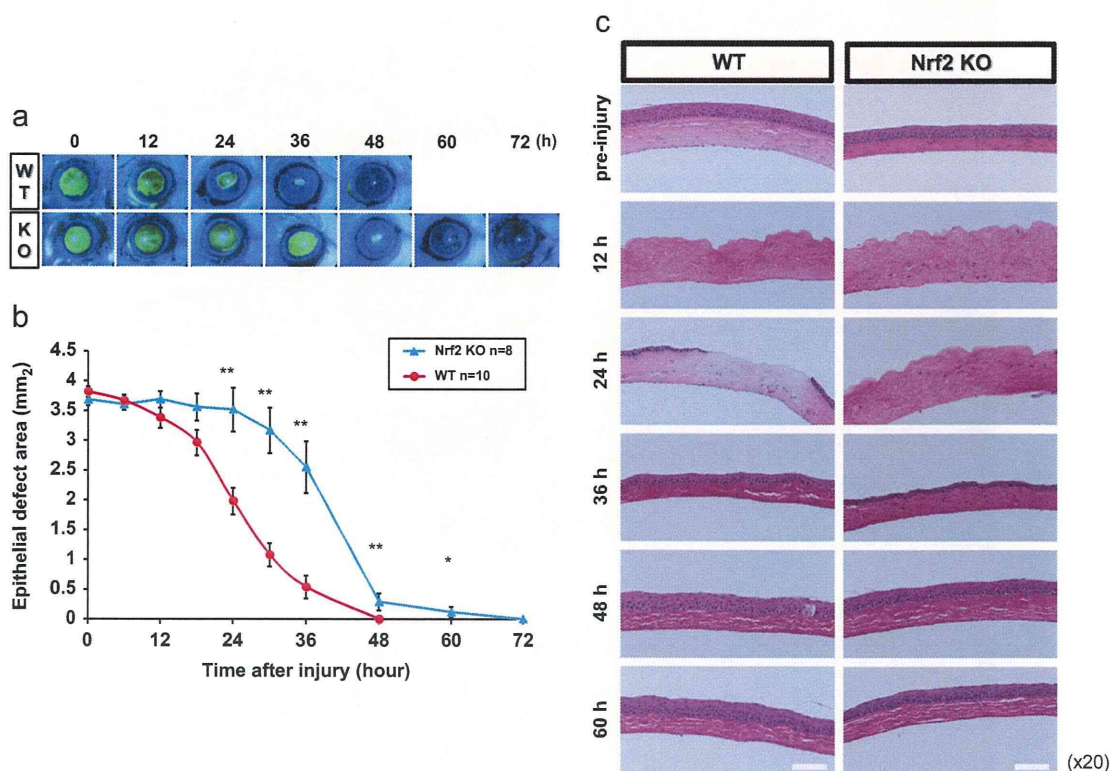 a
0 12 24 36 48 60 72 (h)
WT
KO
b
4.5
4
3.5
3
2.5
2
1.5
1
0.5
0
Epithelial defect area (mm2)
Nrf2 KO n=8
WT n=10
**
**
**
**
*
0 12 24 36 48 60 72
Time after injury (hour)
c
WT Nrf2 KO
pre-injury
12 h
24 h
36 h
48 h
60 h
(x20)